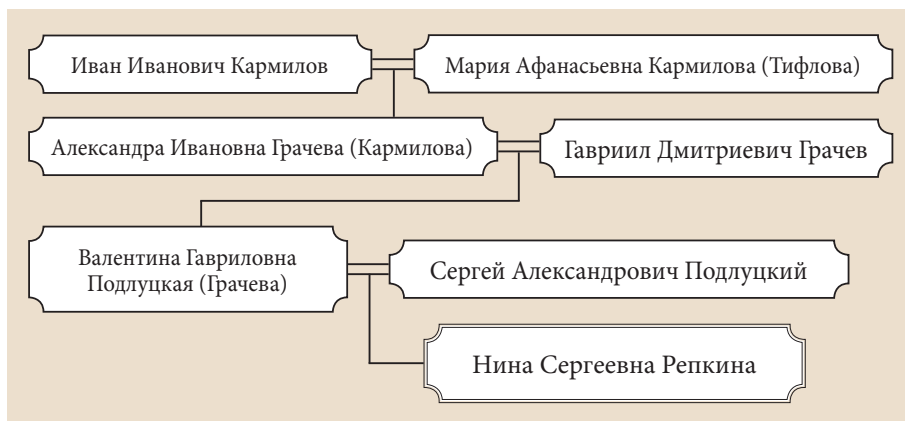 Иван Иванович Кармилов
Мария Афанасьевна Кармилова (Тифлова)
Александра Ивановна Грачева (Кармилова)
Гавриил Дмитриевич Грачев
Валентина Гавриловна
Подлуцкая (Грачева)
Сергей Александрович Подлуцкий
Нина Сергеевна Репкина